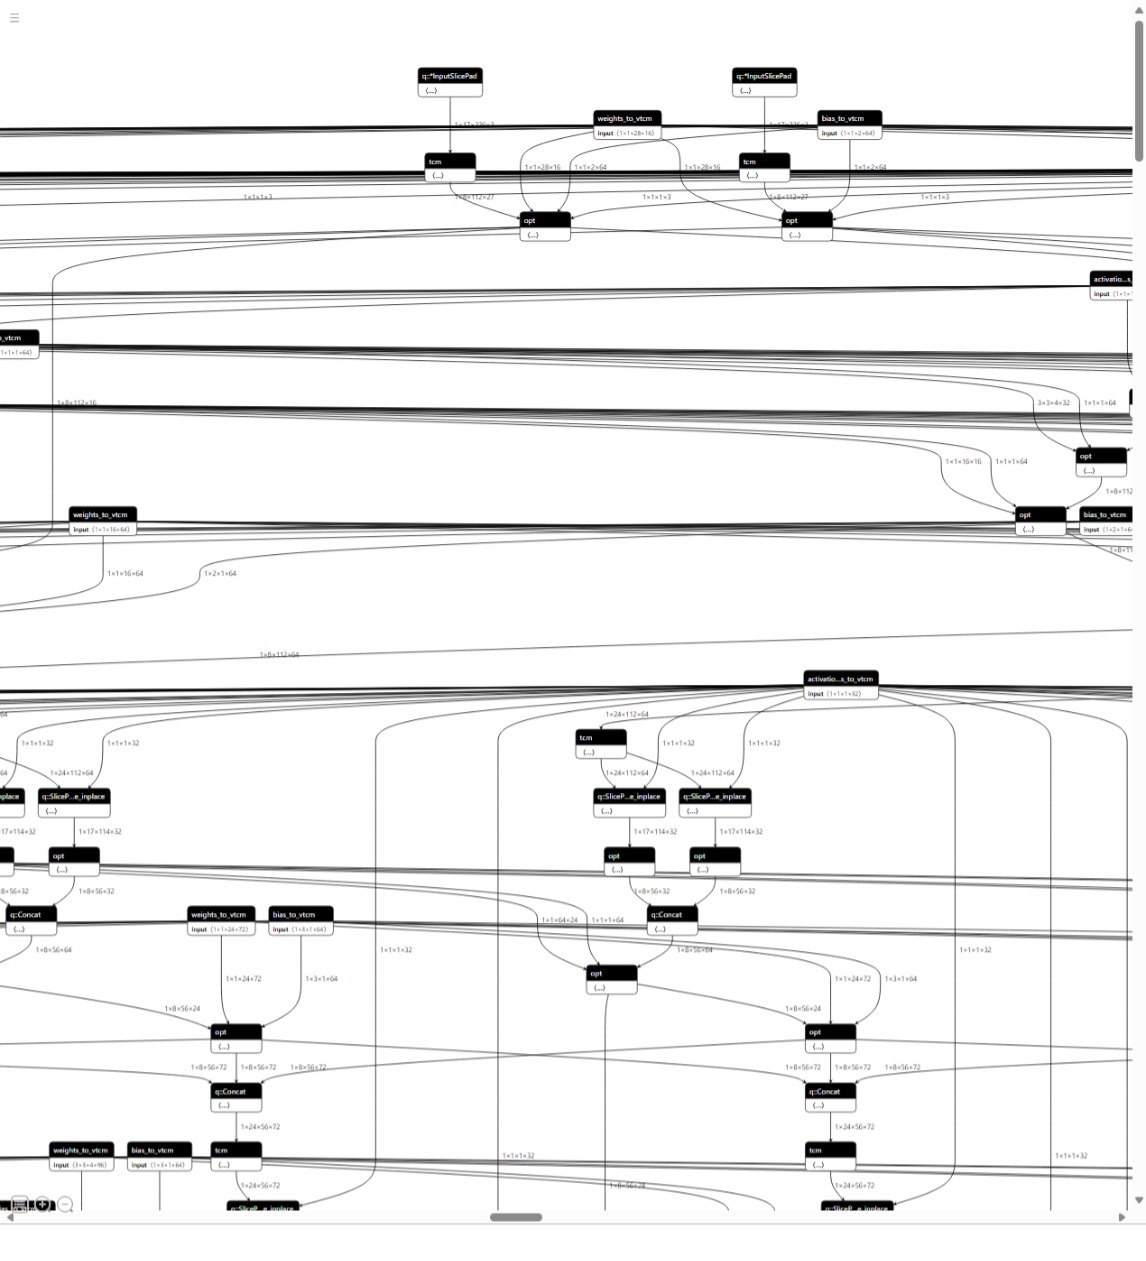 q::*InputSlicePad
{...}
q::*InputSlicePad
{...}
weights_to_vtcm
input ⟨1×1×28×16⟩
bias_to_vtcm
input ⟨1×1×2×64⟩
tcm
{...}
tcm
{...}
1×1×28×16
1×1×2×64
1×1×28×16
1×1×2×64
1×1×1×3
1×8×112×27
1×1×1×3
1×8×112×27
1×1×1×3
opt
{...}
opt
{...}
activatio...s_
input ⟨1×1×
o_vtcm
1×1×1×64⟩
1×8×112×16
3×3×4×32
1×1×1×64
opt
{...}
1×1×16×16
1×1×1×64
1×8×112
weights_to_vtcm
input ⟨1×1×16×64⟩
opt
{...}
bias_to_vtcm
input ⟨1×2×1×6
1×8×11
1×1×16×64
1×2×1×64
1×8×112×64
activatio...s_to_vtcm
input ⟨1×1×1×32⟩
64
1×24×112×64
tcm
{...}
1×1×1×32
1×1×1×32
1×1×1×32
1×1×1×32
64
1×24×112×64
1×24×112×64
1×24×112×64
nplace
q::SliceP...e_inplace
{...}
q::SliceP...e_inplace
{...}
q::SliceP...e_inplace
{...}
×17×114×32
1×17×114×32
1×17×114×32
1×17×114×32
opt
{...}
opt
{...}
opt
{...}
×8×56×32
1×8×56×32
1×8×56×32
1×8×56×32
q::Concat
{...}
weights_to_vtcm
input ⟨1×1×24×72⟩
bias_to_vtcm
input ⟨1×3×1×64⟩
1×1×64×24
1×1×1×64
q::Concat
{...}
1×8×56×64
1×1×1×32
1×8×56×64
1×1×1×32
opt
{...}
1×1×24×72
1×3×1×64
1×1×24×72
1×3×1×64
1×8×56×24
1×8×56×24
opt
{...}
opt
{...}
1×8×56×72
1×8×56×72
1×8×56×72
1×8×56×72
1×8×56×72
1×8×56×72
q::Concat
{...}
q::Concat
{...}
1×24×56×72
1×24×56×72
weights_to_vtcm
input ⟨3×3×4×96⟩
bias_to_vtcm
input ⟨1×3×1×64⟩
tcm
{...}
1×1×1×32
tcm
{...}
1×1×1×32
1×24×56×72
1×8×56×24
1×24×56×72
q::SliceP...e_inplace
q::SliceP...e_inplace